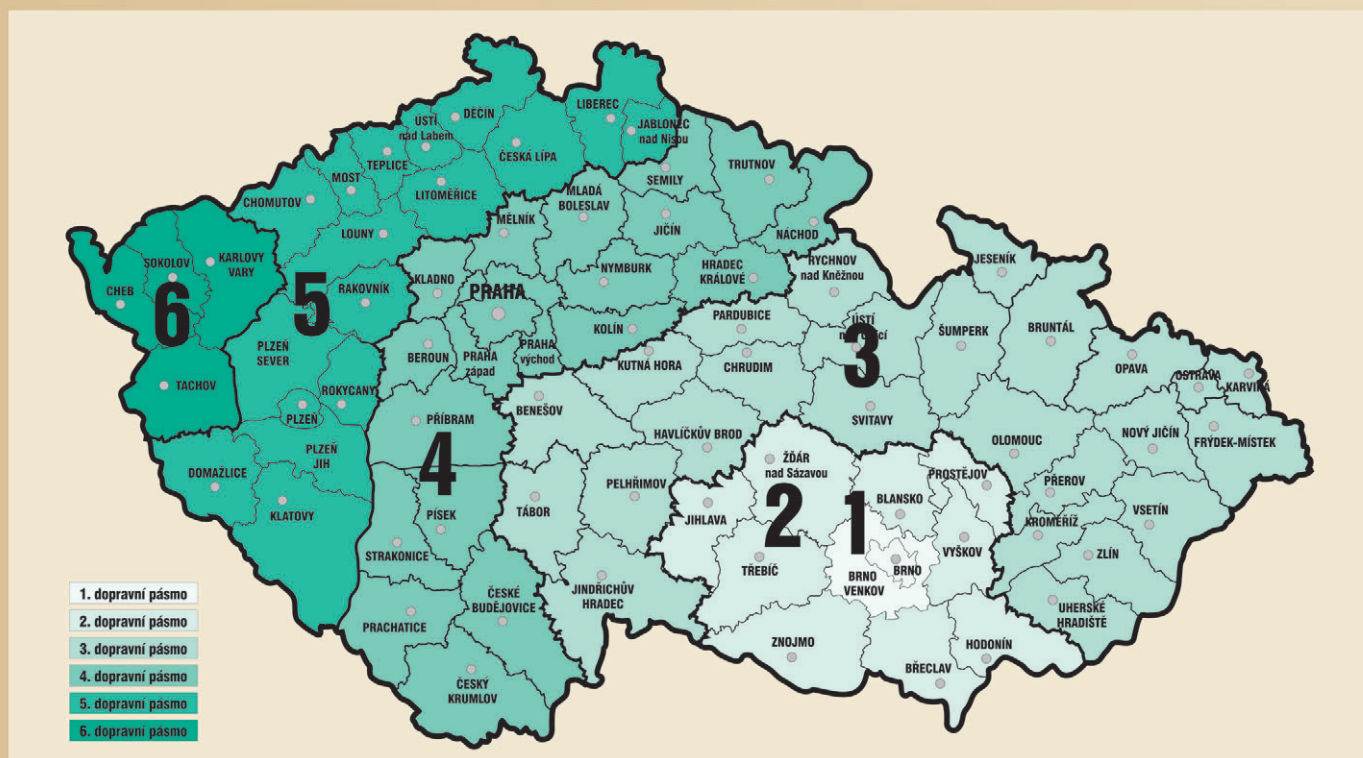 DĚČÍN
LIBEREC
ÚSTÍ
nad Labem
JABLONEC
nad Nisou
TEPLICE
ČESKÁ LÍPA
TRUTNOV
MOST
SEMILY
LITOMĚŘICE
MLADÁ
BOLESLAV
CHOMUTOV
MĚLNÍK
JIČÍN
LOUNY
NÁCHOD
KARLOVY
VARY
SOKOLOV
RYCHNOV
nad Kněžnou
JESENÍK
NYMBURK
HRADEC
KRÁLOVÉ
KLADNO
CHEB
RAKOVNÍK
PRAHA
6
5
PARDUBICE
ÚSTÍ
ŠUMPERK
BRUNTÁL
KOLÍN
3
PLZEŇ
SEVER
BEROUN
PRAHA
západ
PRAHA
východ
KUTNÁ HORA
CHRUDIM
OPAVA
OSTRAVA
KARVINÁ
TACHOV
ROKYCANY
PLZEŇ
PŘÍBRAM
BENEŠOV
SVITAVY
HAVLÍČKŮV BROD
OLOMOUC
NOVÝ JIČÍN
FRÝDEK-MÍSTEK
4
PLZEŇ
JIH
DOMAŽLICE
ŽĎÁR
nad Sázavou
PROSTĚJOV
PELHŘIMOV
PŘEROV
KLATOVY
TÁBOR
2
1
BLANSKO
JIHLAVA
VSETÍN
PÍSEK
KROMĚŘÍŽ
STRAKONICE
VYŠKOV
ZLÍN
TŘEBÍČ
BRNO
BRNO
VENKOV
JINDŘICHŮV
HRADEC
ČESKÉ
BUDĚJOVICE
UHERSKÉ
HRADIŠTĚ
PRACHATICE
ZNOJMO
HODONÍN
BŘECLAV
ČESKÝ
KRUMLOV
1. dopravní pásmo
2. dopravní pásmo
3. dopravní pásmo
4. dopravní pásmo
5. dopravní pásmo
6. dopravní pásmo